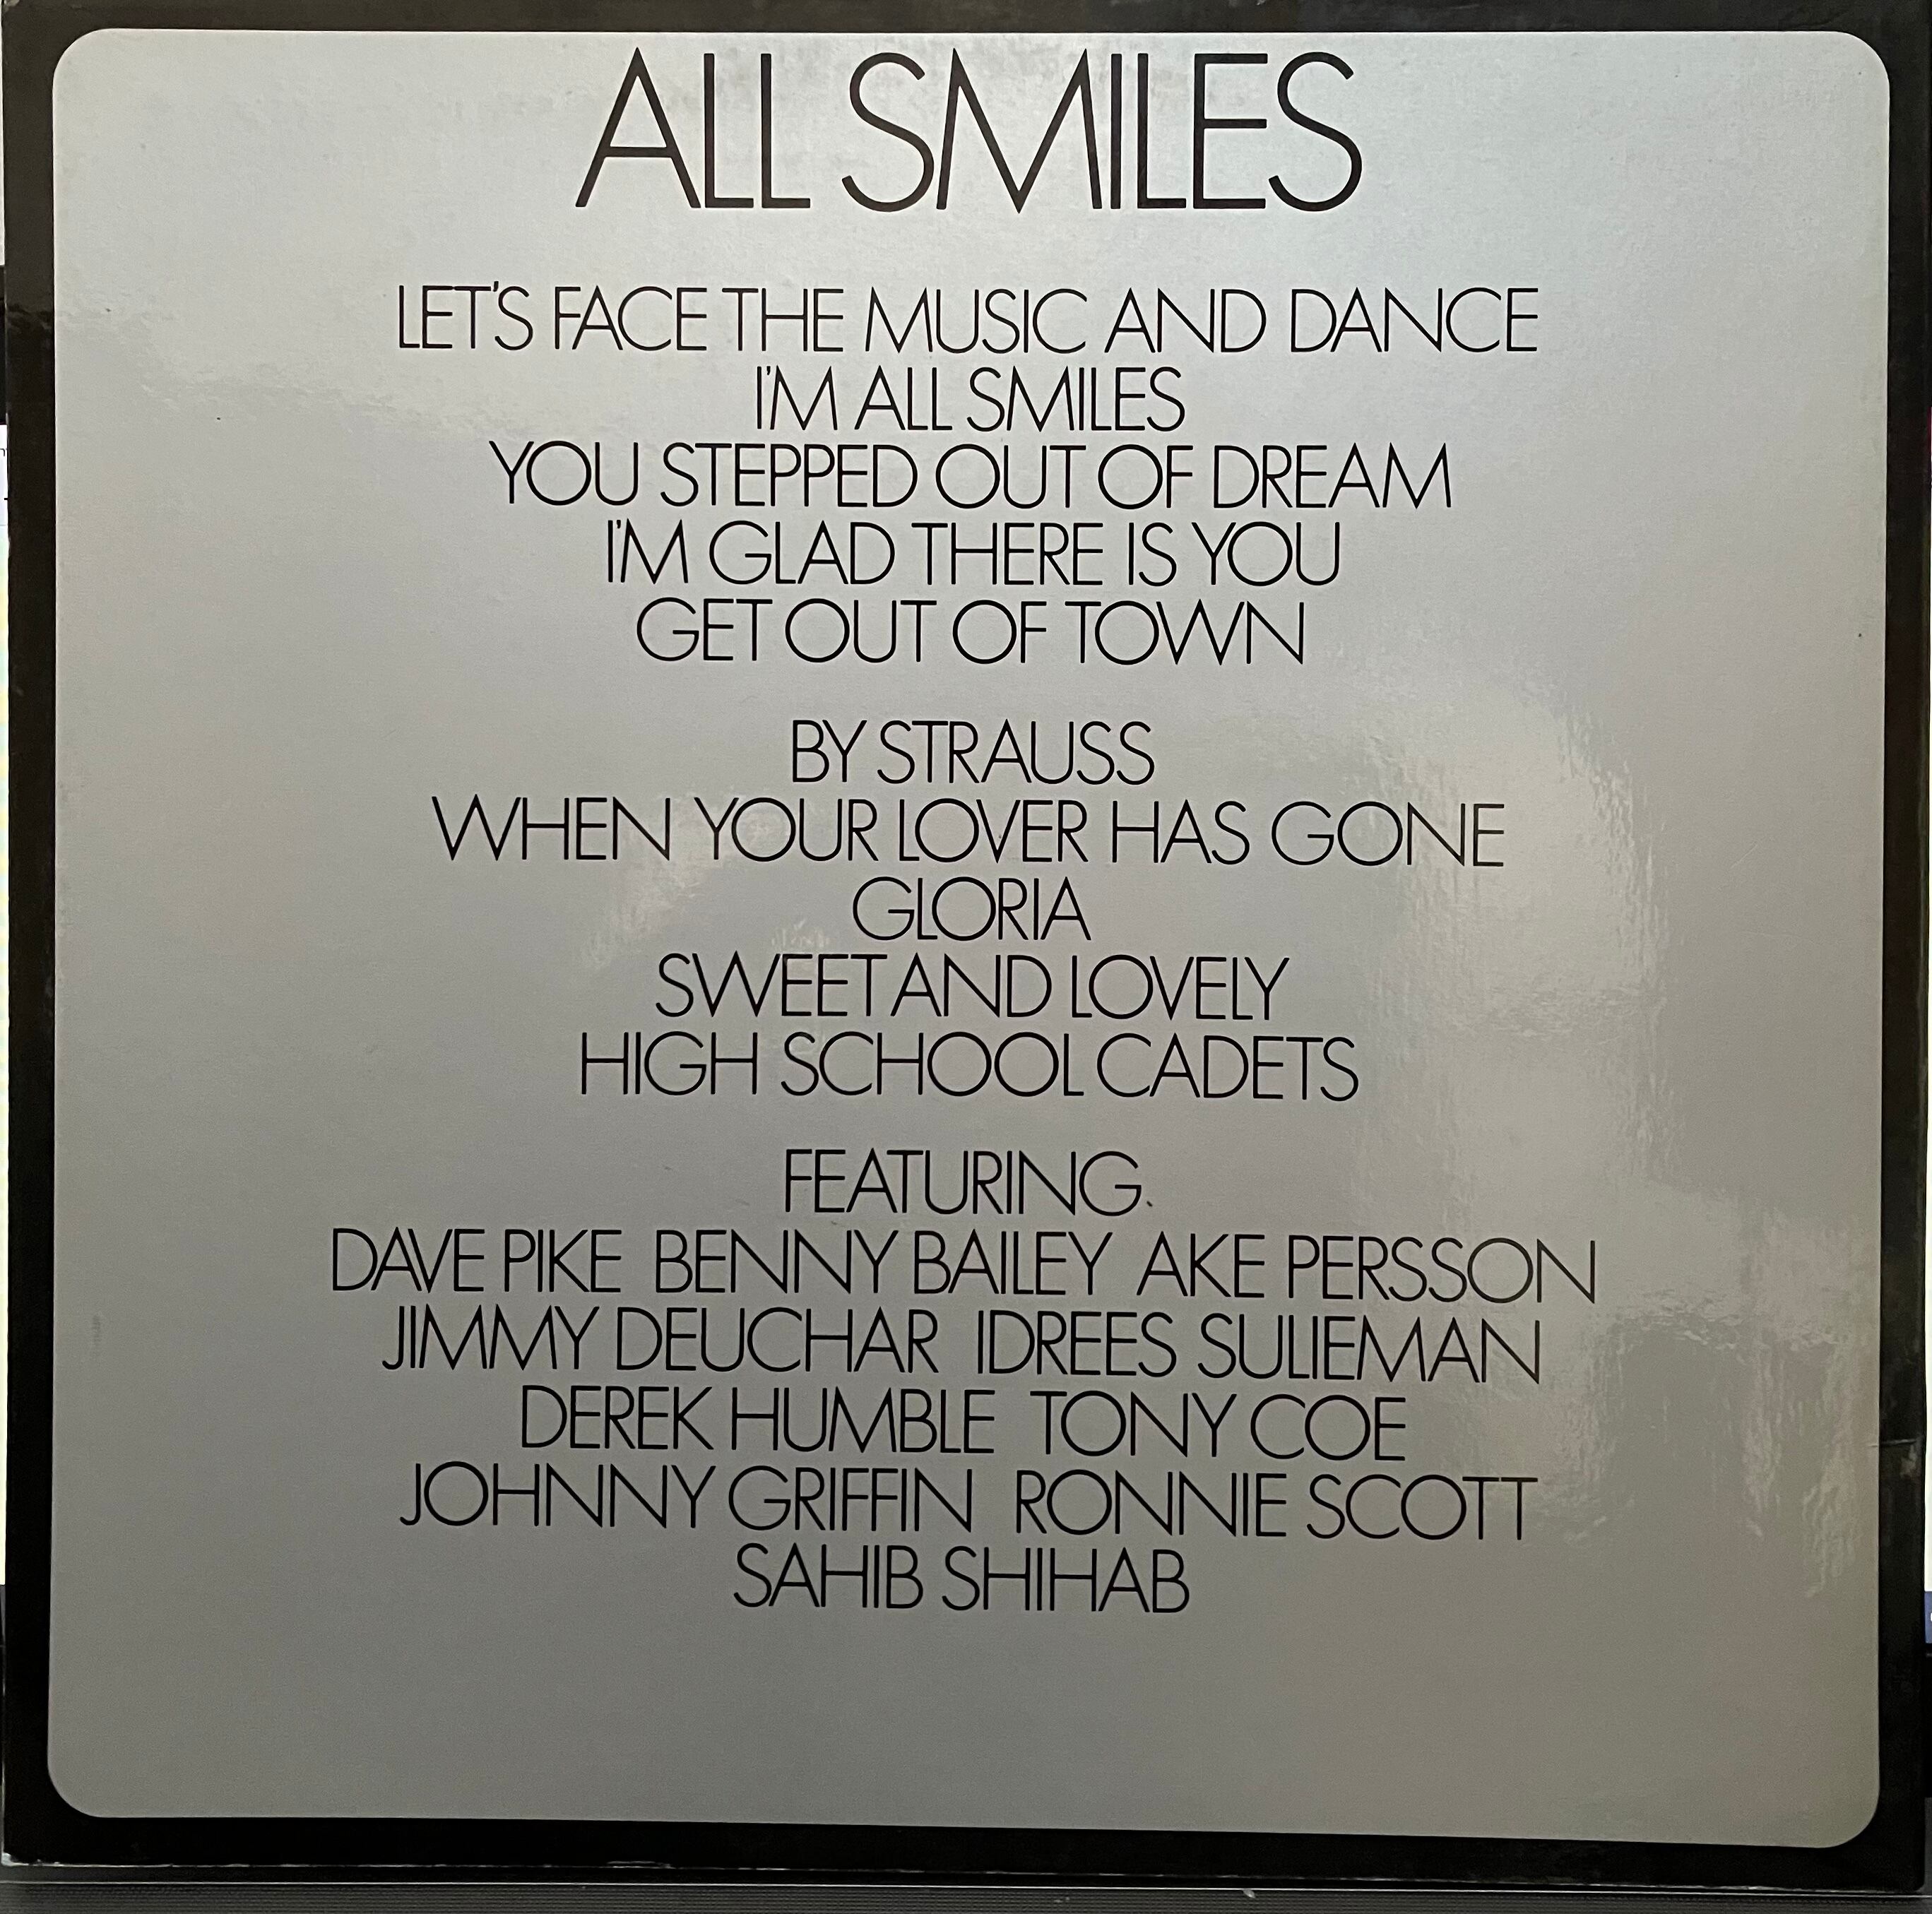 ALL SMILES
LET'S FACE THE MUSIC AND DANCE
I'M ALL SMILES
YOU STEPPED OUT OF DREAM
I'M GLAD THERE IS YOU
GET OUT OF TOWN
BY STRAUSS
WHEN YOUR LOVER HAS GONE
GLORIA
SWEET AND LOVELY
HIGH SCHOOL CADETS
FEATURING.
DAVE PIKE BENNY BAILEY AKE PERSSON
JIMMY DEUCHAR IDREES SULIEMAN
DEREK HUMBLE TONY COE
JOHNNY GRIFFIN RONNIE SCOTT
SAHIB SHIHAB